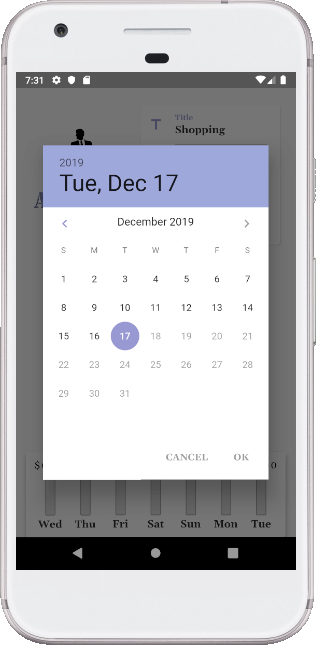 7:31
Title
Shopping
2019
Tue, Dec 17
December 2019
S M T W T F S
1 2 3 4 5 6 7
8 9 10 11 12 13 14
15 16 17 18 19 20 21
22 23 24 25 26 27 28
29 30 31
CANCEL OK
Wed Thu Fri Sat Sun Mon Tue